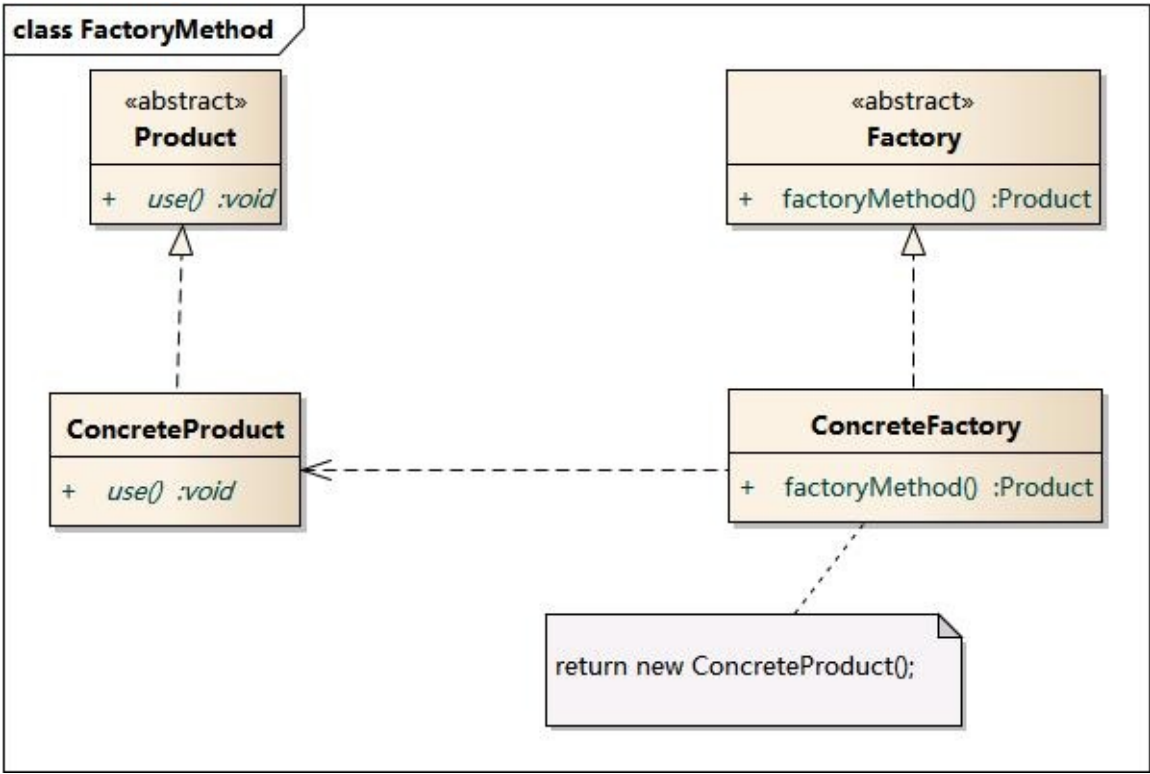 class FactoryMethod
«abstract»
Product
+ use() :void
«abstract»
Factory
+ factoryMethod() :Product
ConcreteProduct
+ use() :void
ConcreteFactory
+ factoryMethod() :Product
return new ConcreteProduct();